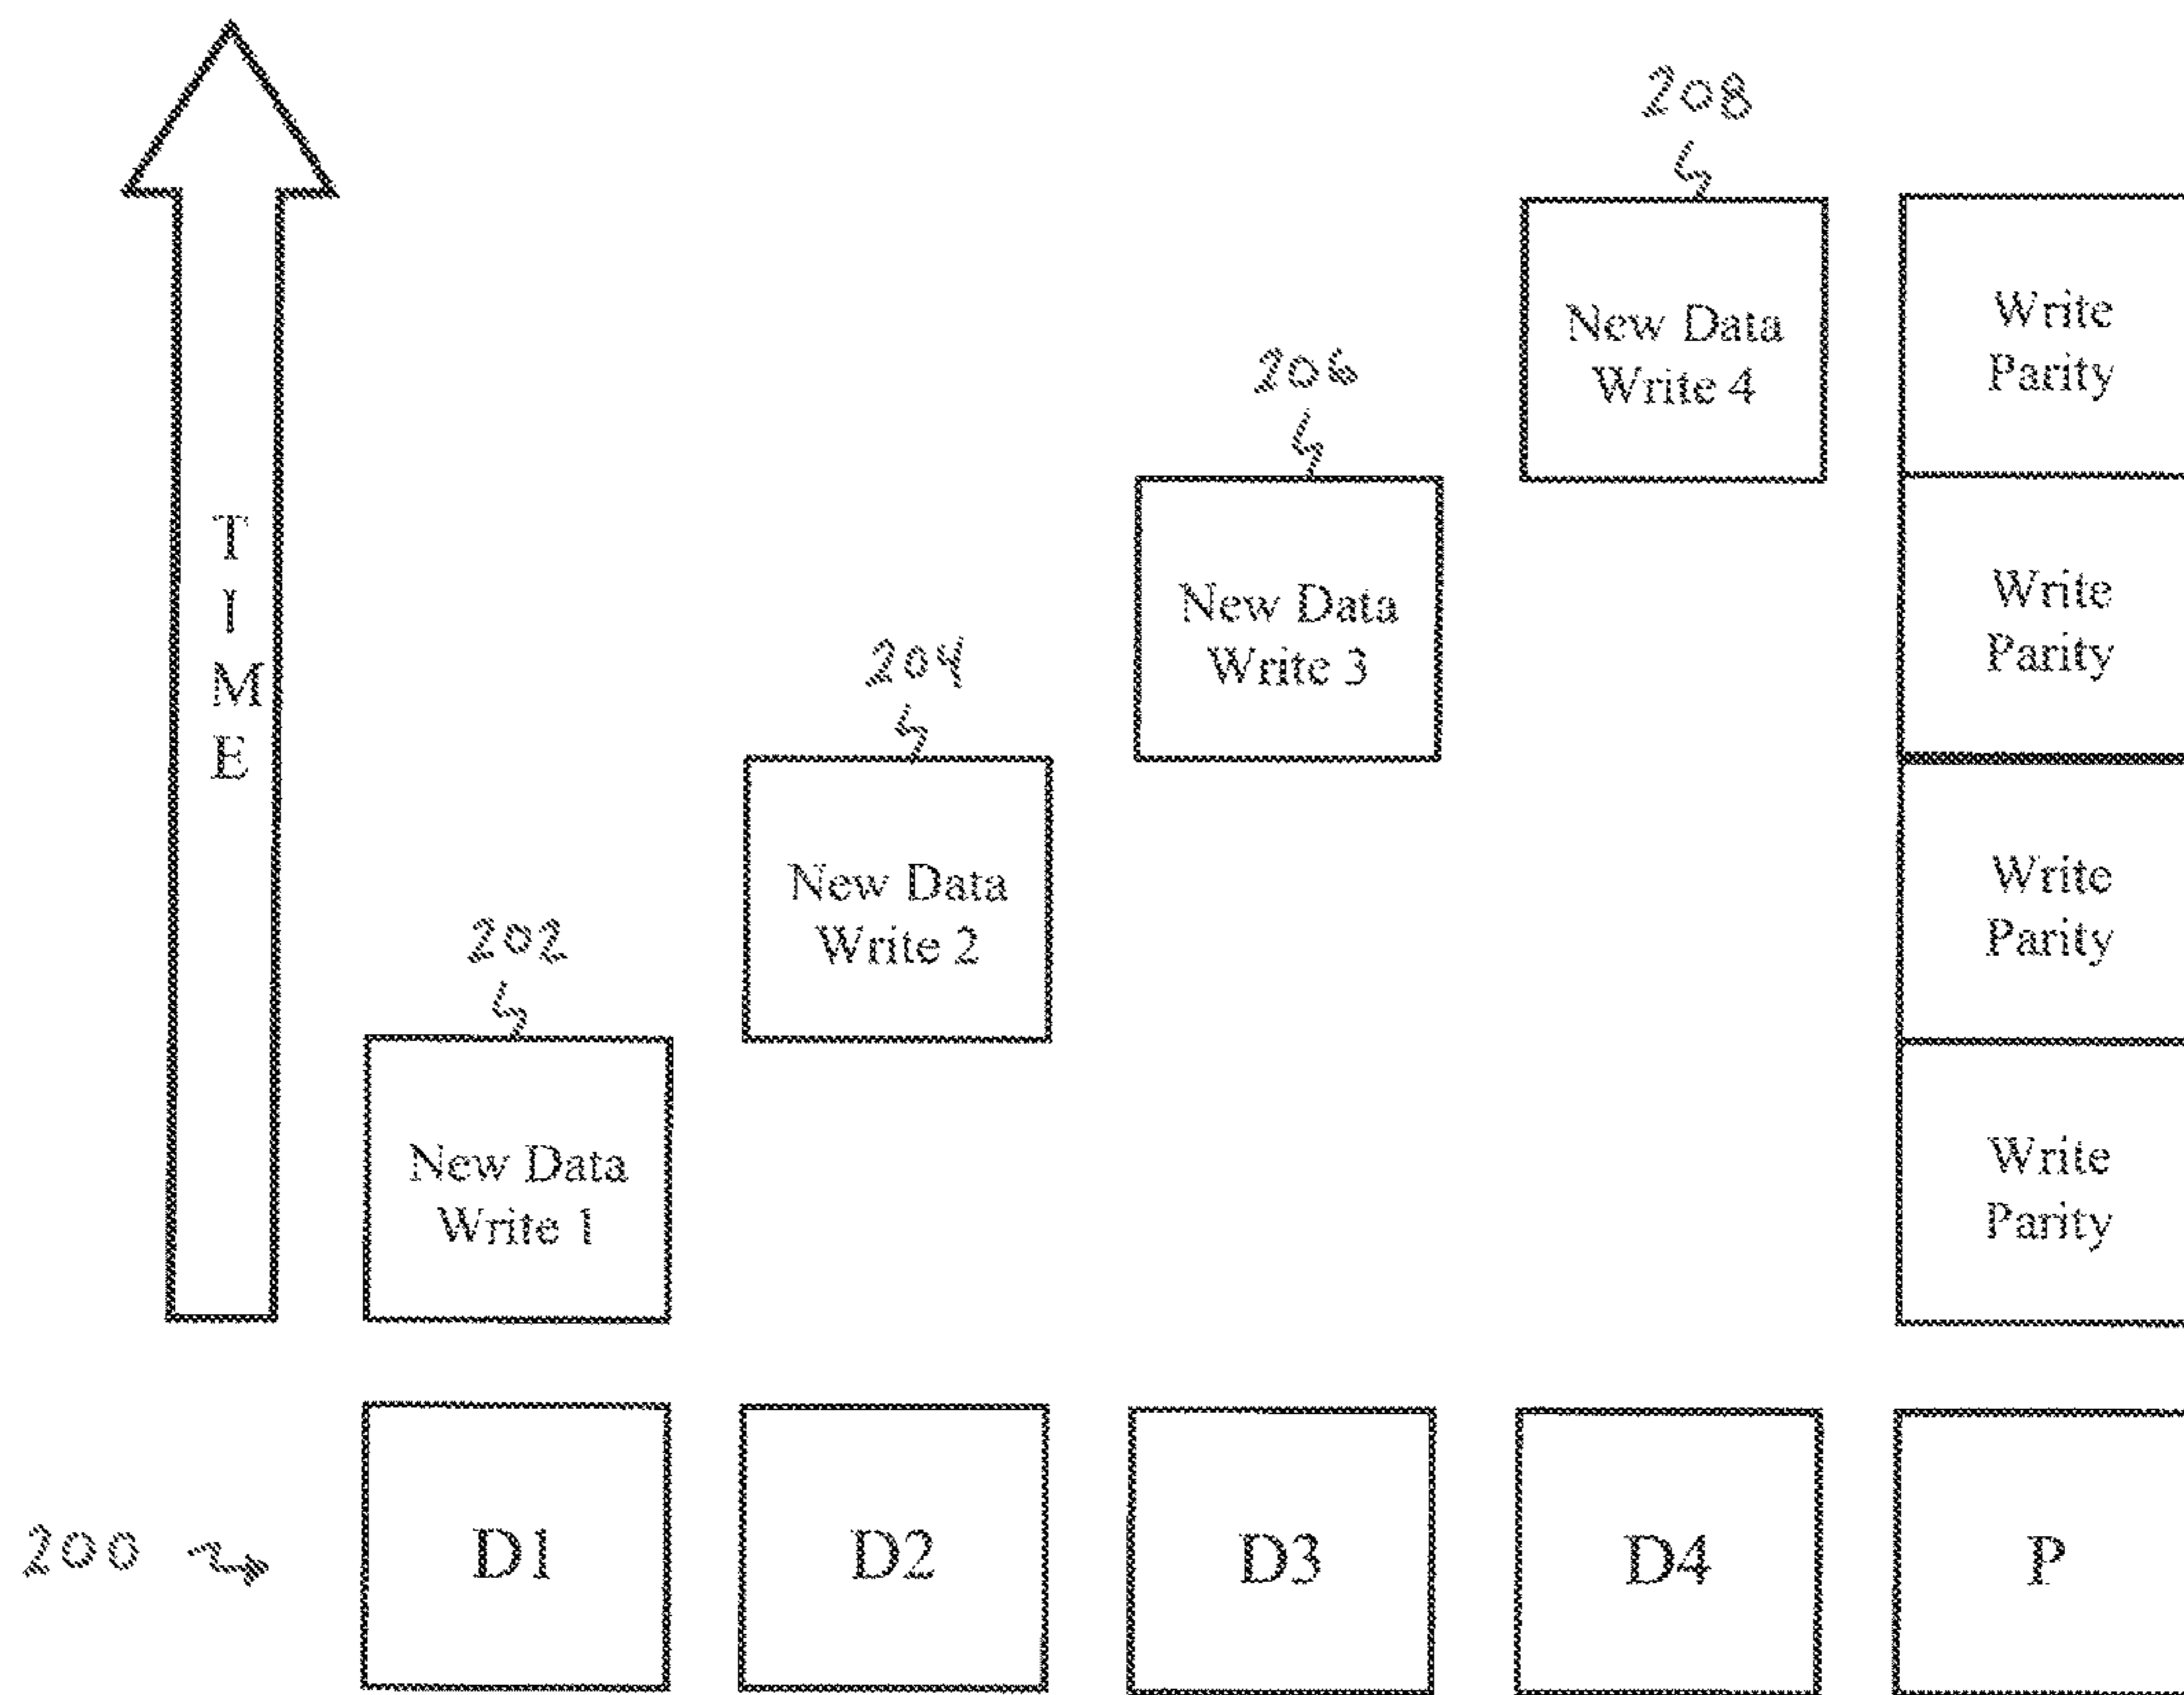 208
Write
Parity
New Data
Write 4
206
Write
Parity
New Data
Write 3
T
I
M
E
204
Write
Parity
New Data
Write 2
202
Write
Parity
New Data
Write 1
200
D1
D2
D3
D4
P